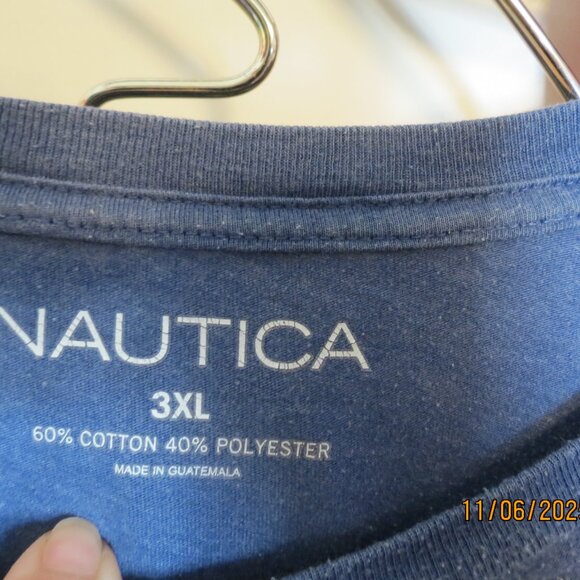 NAUTICA
3XL
60% COTTON 40% POLYESTER
MADE IN GUATEMALA
11/06/202